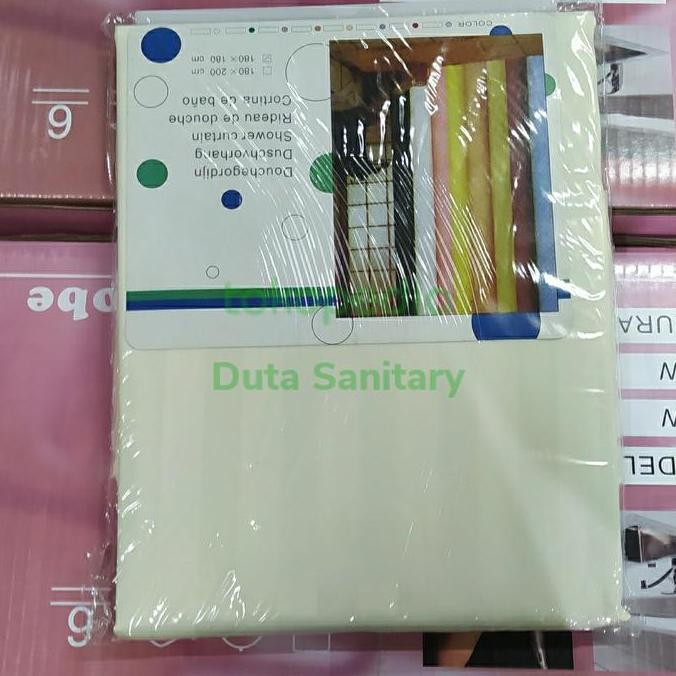 Douchegordijn
Duschvorhang
Shower curtain
Rideau de douche
Cortina de baño
180 × 200 cm
180 × 180 cm
COLOR
Duta Sanitary
6
6